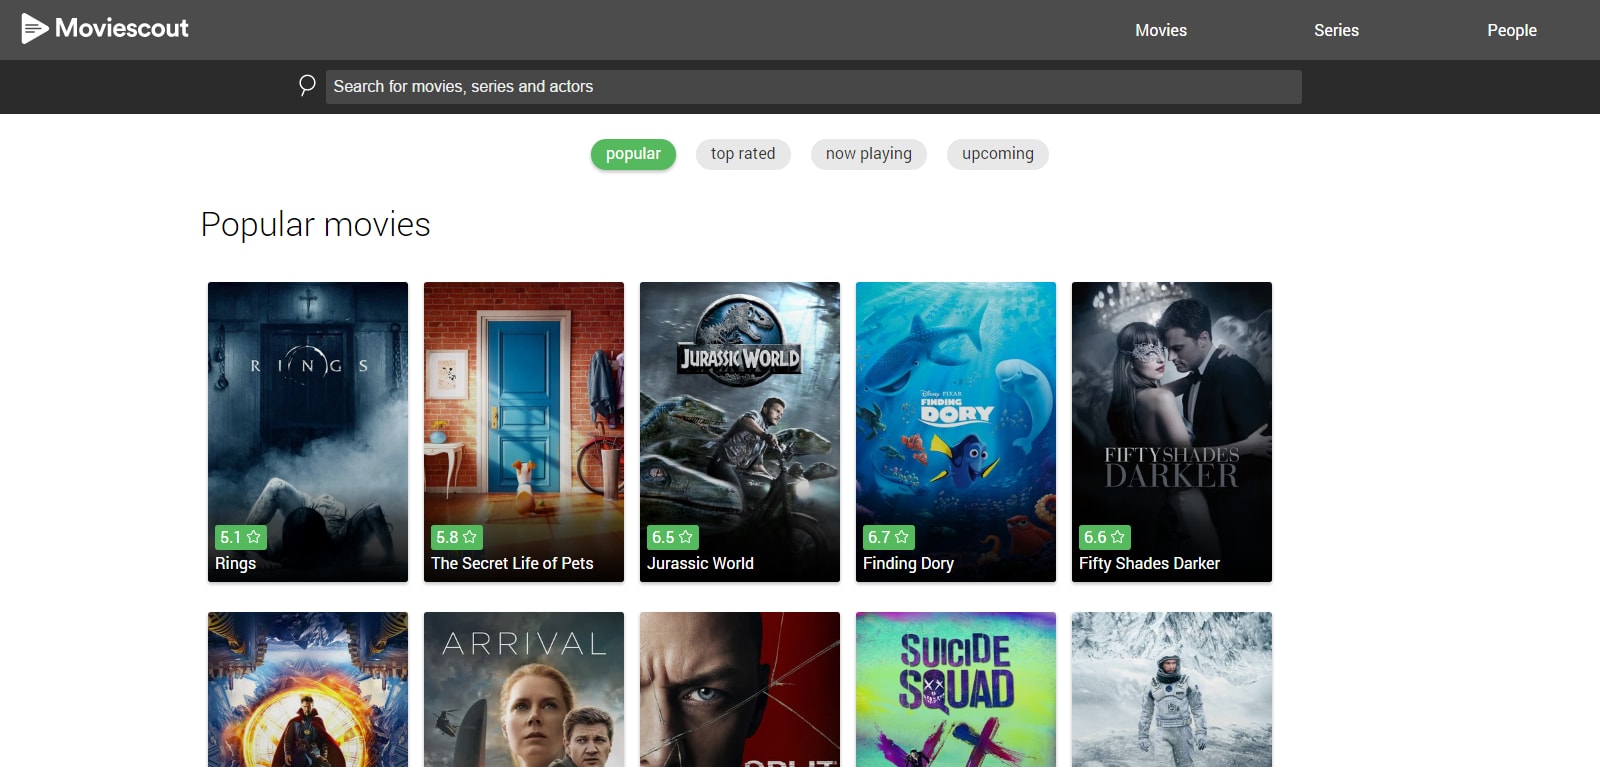 Moviescout
Movies
Series
People
Search for movies, series and actors
popular
top rated
now playing
upcoming
Popular movies
RINGS
5.1
Rings
5.8
The Secret Life of Pets
JURASSIC WORLD
6.5
Jurassic World
Disney PIXAR
FINDING
DORY
6.7
Finding Dory
FIFTY SHADES
DARKER
6.6
Fifty Shades Darker
ARRIVAL
SPLIT
SUICIDE
SQUAD